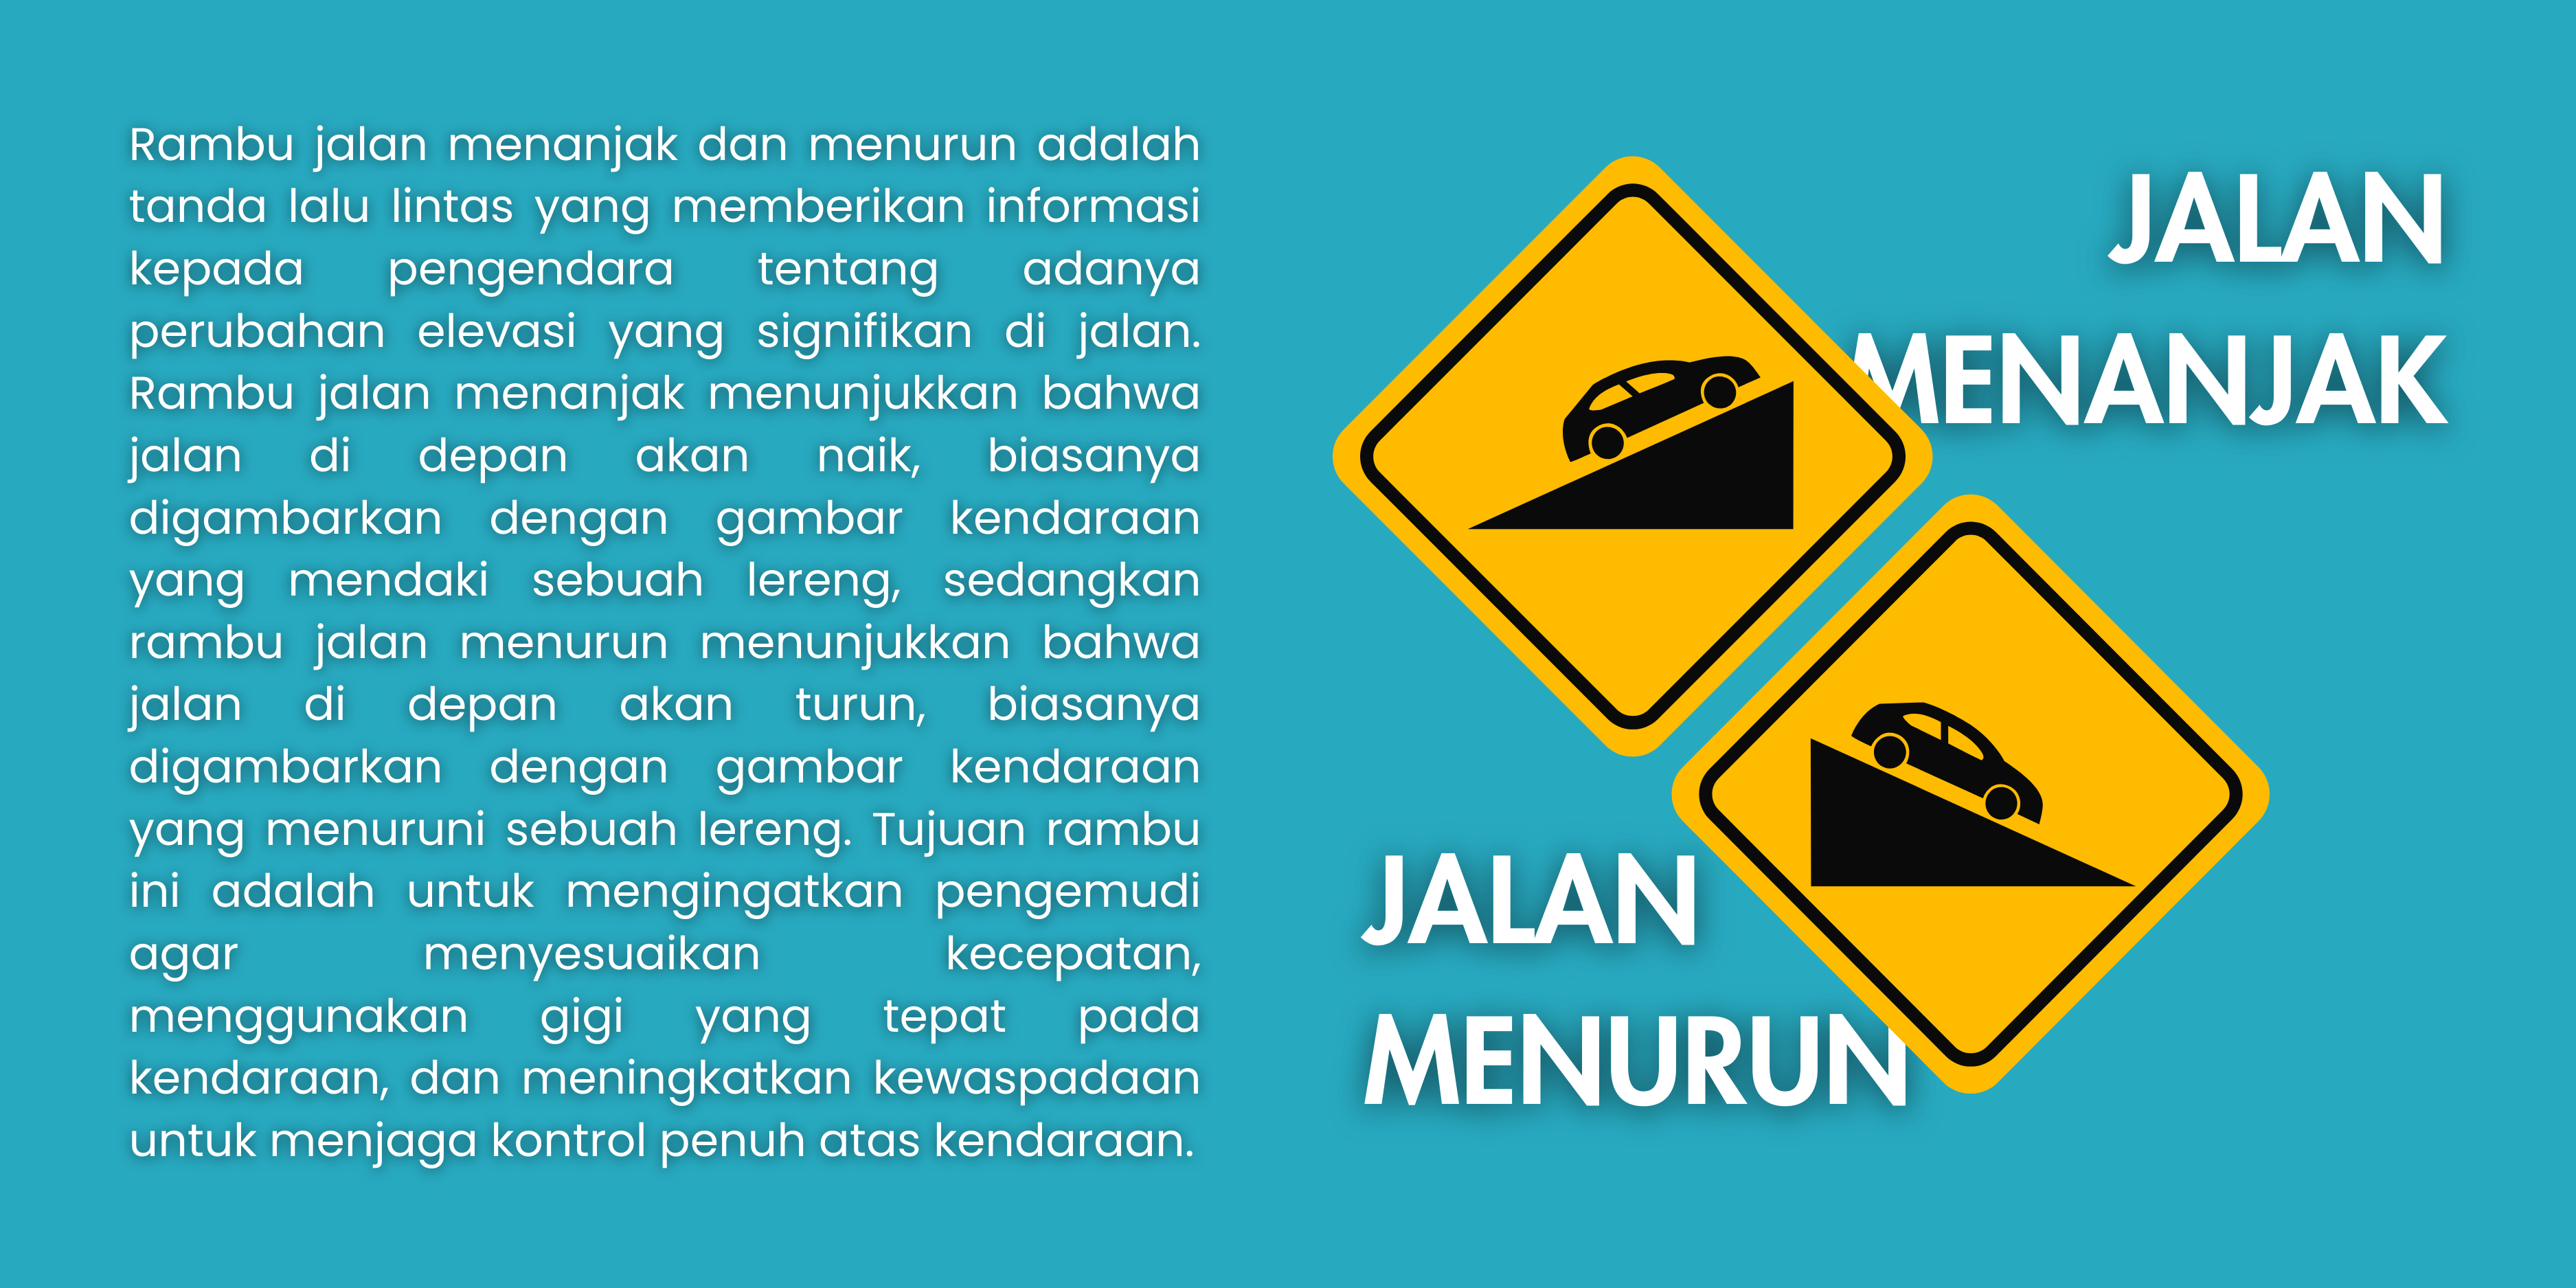 Rambu jalan menanjak dan menurun adalah
tanda lalu lintas yang memberikan informasi
kepada pengendara tentang adanya
perubahan elevasi yang signifikan di jalan.
Rambu jalan menanjak menunjukkan bahwa
jalan di depan akan naik, biasanya
digambarkan dengan gambar kendaraan
yang mendaki sebuah lereng, sedangkan
rambu jalan menurun menunjukkan bahwa
jalan di depan akan turun, biasanya
digambarkan dengan gambar kendaraan
yang menuruni sebuah lereng. Tujuan rambu
ini adalah untuk mengingatkan pengemudi
agar menyesuaikan kecepatan,
menggunakan gigi yang tepat pada
kendaraan, dan meningkatkan kewaspadaan
untuk menjaga kontrol penuh atas kendaraan.
JALAN
MENANJAK
JALAN
MENURUN